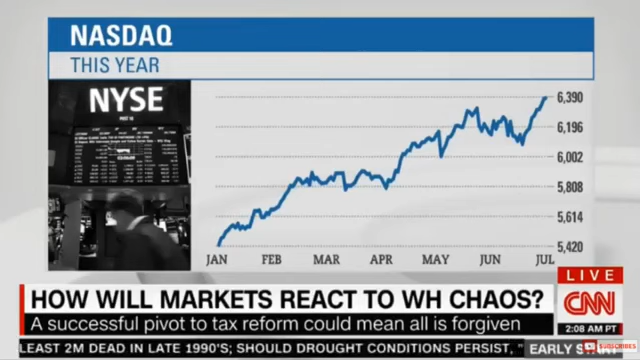 NASDAQ
THIS YEAR
NYSE
6,390
6,196
6,002
5,808
5,614
5,420
JAN FEB MAR APR MAY JUN JUL
LIVE
HOW WILL MARKETS REACT TO WH CHAOS?
CNN
A successful pivot to tax reform could mean all is forgiven
2:08 AM PT
LEAST 2M DEAD IN LATE 1990'S; SHOULD DROUGHT CONDITIONS PERSIST, "
EARLY
SUBSCRIBE